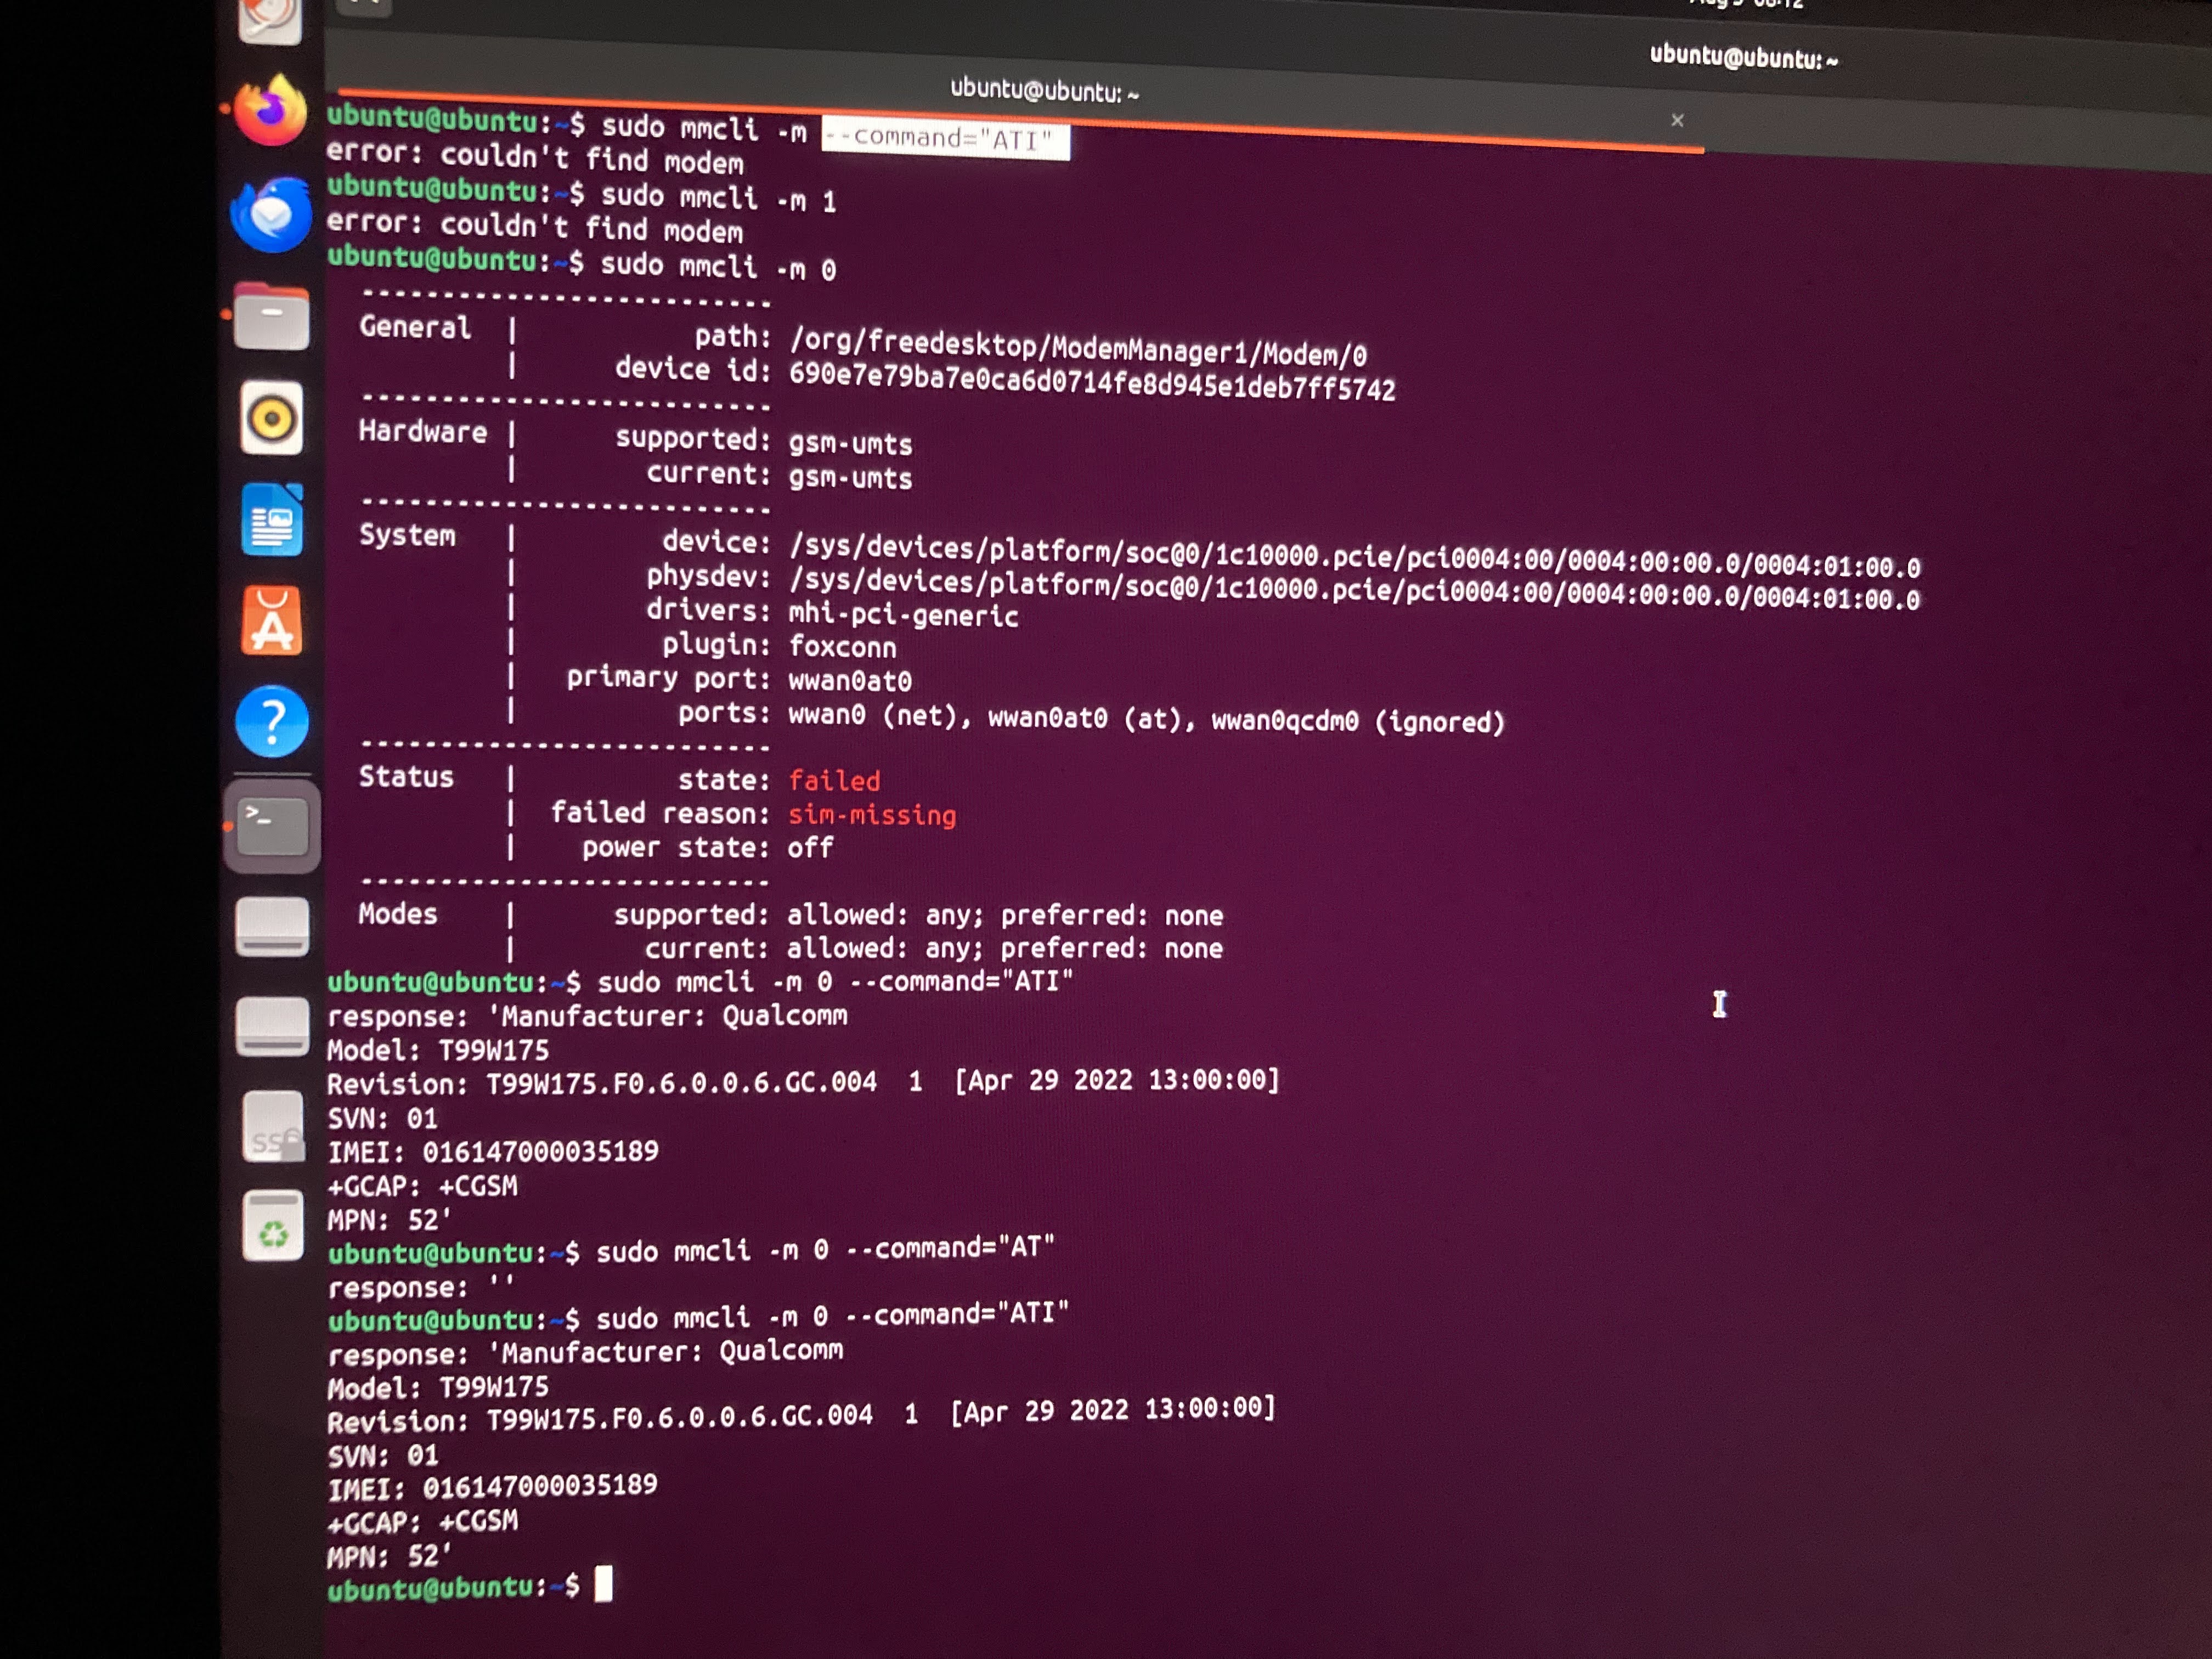 ubuntu@ubuntu: ~
ubuntu@ubuntu: ~
ubuntu@ubuntu:~$ sudo mmcli -m --command="ATI"
error: couldn't find modem
ubuntu@ubuntu:~$ sudo mmcli -m 1
error: couldn't find modem
ubuntu@ubuntu:~$ sudo mmcli -m 0
--------------------------
General | path: /org/freedesktop/ModemManager1/Modem/0
| device id: 690e7e79ba7e0ca6d0714fe8d945e1deb7ff5742
--------------------------
Hardware | supported: gsm-umts
| current: gsm-umts
--------------------------
System | device: /sys/devices/platform/soc@0/1c10000.pcie/pci0004:00/0004:00:00.0/0004:01:00.0
| physdev: /sys/devices/platform/soc@0/1c10000.pcie/pci0004:00/0004:00:00.0/0004:01:00.0
| drivers: mhi-pci-generic
| plugin: foxconn
| primary port: wwan0at0
| ports: wwan0 (net), wwan0at0 (at), wwan0qcdm0 (ignored)
--------------------------
Status | state: failed
| failed reason: sim-missing
| power state: off
--------------------------
Modes | supported: allowed: any; preferred: none
| current: allowed: any; preferred: none
ubuntu@ubuntu:~$ sudo mmcli -m 0 --command="ATI"
response: 'Manufacturer: Qualcomm
Model: T99W175
Revision: T99W175.F0.6.0.0.6.GC.004  1  [Apr 29 2022 13:00:00]
SVN: 01
IMEI: 016147000035189
+GCAP: +CGSM
MPN: 52'
ubuntu@ubuntu:~$ sudo mmcli -m 0 --command="AT"
response: ''
ubuntu@ubuntu:~$ sudo mmcli -m 0 --command="ATI"
response: 'Manufacturer: Qualcomm
Model: T99W175
Revision: T99W175.F0.6.0.0.6.GC.004  1  [Apr 29 2022 13:00:00]
SVN: 01
IMEI: 016147000035189
+GCAP: +CGSM
MPN: 52'
ubuntu@ubuntu:~$